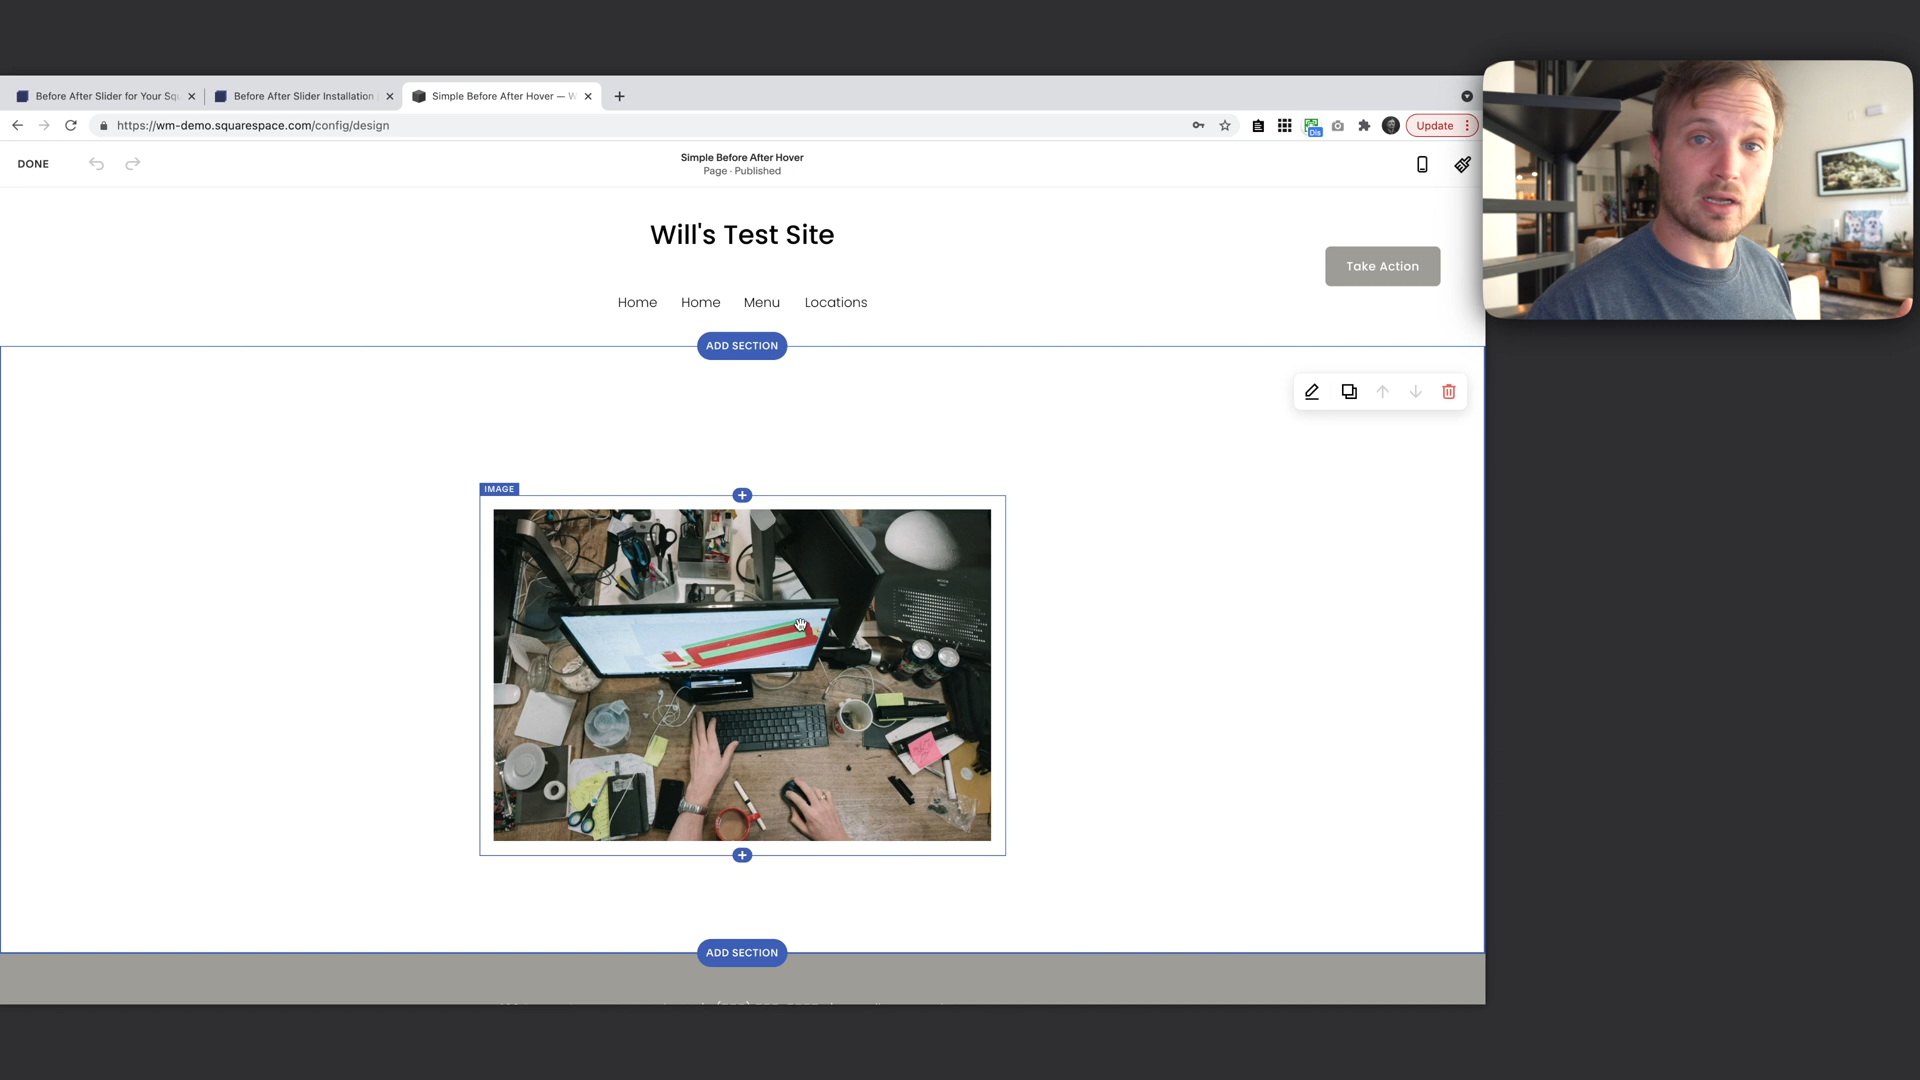 Before After Slider for Your Sq
Before After Slider Installation
Simple Before After Hover — W
https://wm-demo.squarespace.com/config/design
Dis
Update
DONE
Simple Before After Hover
Page · Published
Will's Test Site
Take Action
Home
Home
Menu
Locations
ADD SECTION
IMAGE
ADD SECTION